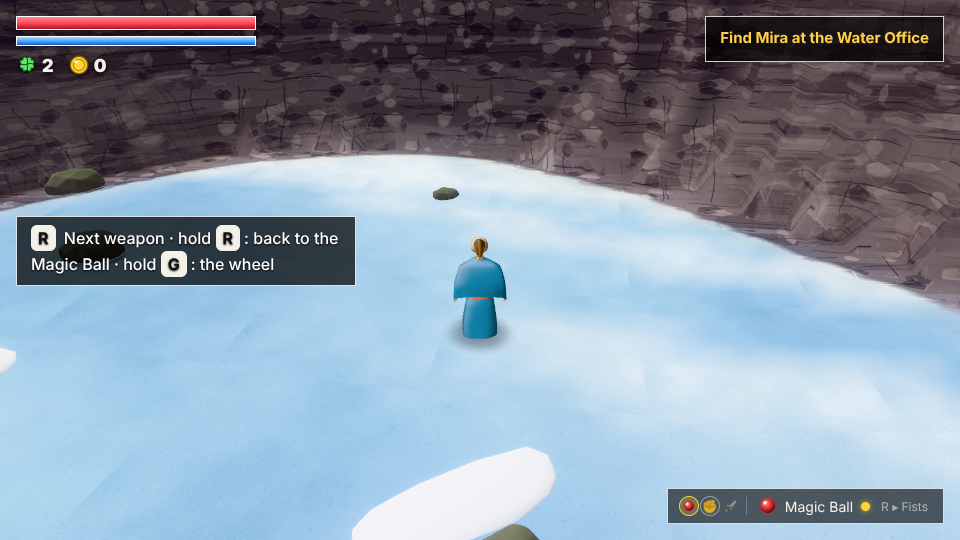 2 0
Find Mira at the Water Office
R Next weapon · hold R : back to the
Magic Ball · hold G : the wheel
Magic Ball R ▸ Fists